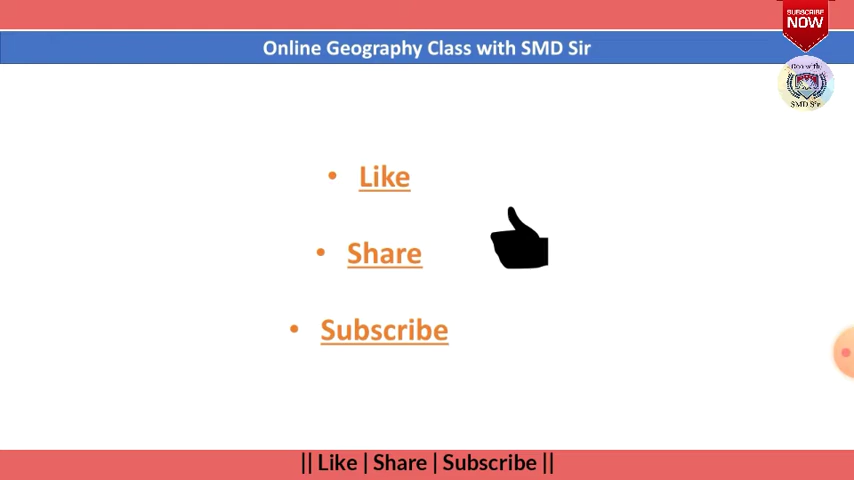 SUBSCRIBE
NOW
Online Geography Class with SMD Sir
SMD Sir
• Like
• Share
• Subscribe
|| Like | Share | Subscribe ||